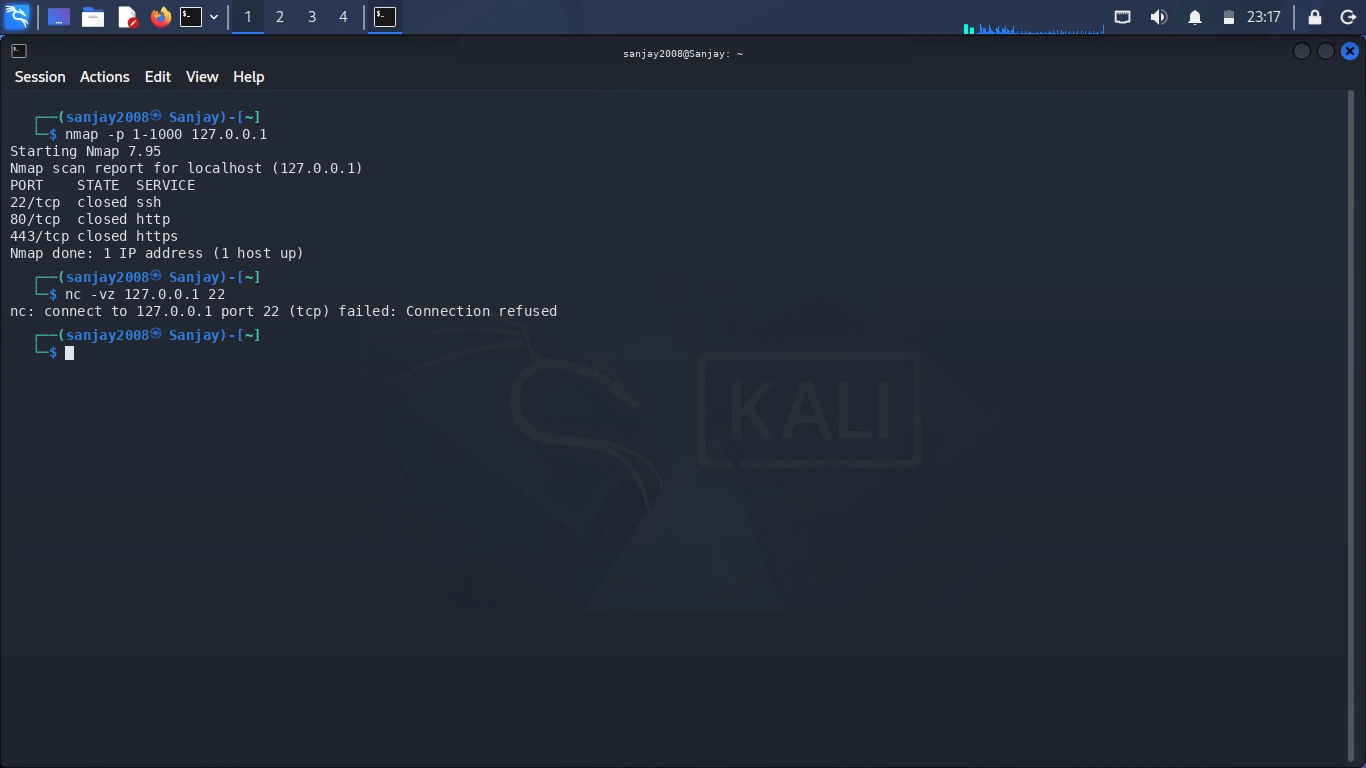 1 2 3 4 23:17
sanjay2008@Sanjay: ~
Session Actions Edit View Help
┌──(sanjay2008㉿ Sanjay)-[~]
└─$ nmap -p 1-1000 127.0.0.1
Starting Nmap 7.95
Nmap scan report for localhost (127.0.0.1)
PORT    STATE  SERVICE
22/tcp  closed ssh
80/tcp  closed http
443/tcp closed https
Nmap done: 1 IP address (1 host up)
┌──(sanjay2008㉿ Sanjay)-[~]
└─$ nc -vz 127.0.0.1 22
nc: connect to 127.0.0.1 port 22 (tcp) failed: Connection refused
┌──(sanjay2008㉿ Sanjay)-[~]
└─$
KALI